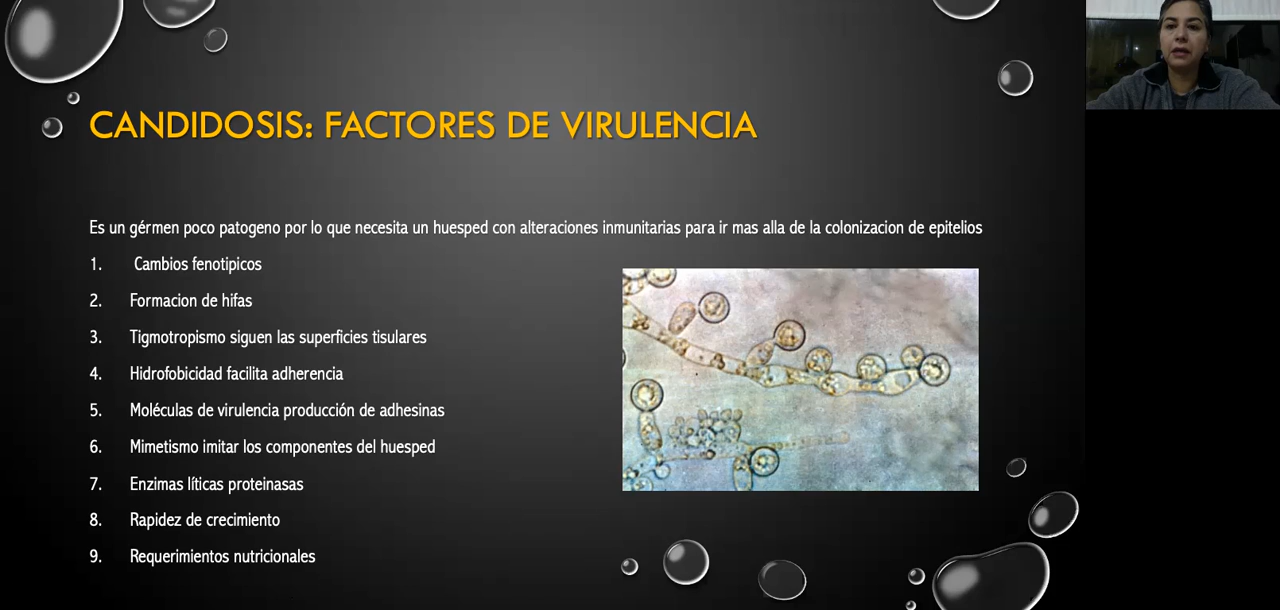 CANDIDOSIS: FACTORES DE VIRULENCIA
Es un gérmen poco patogeno por lo que necesita un huesped con alteraciones inmunitarias para ir mas alla de la colonizacion de epitelios
1. Cambios fenotipicos
2. Formacion de hifas
3. Tigmotropismo siguen las superficies tisulares
4. Hidrofobicidad facilita adherencia
5. Moléculas de virulencia producción de adhesinas
6. Mimetismo imitar los componentes del huesped
7. Enzimas líticas proteinasas
8. Rapidez de crecimiento
9. Requerimientos nutricionales